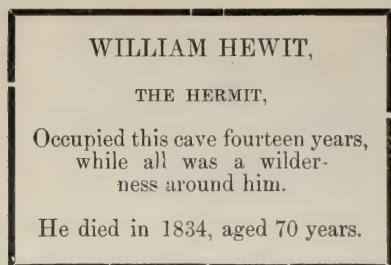 WILLIAM HEWIT,
THE HERMIT,
Occupied this cave fourteen years,
while all was a wilder-
ness around him.
He died in 1834, aged 70 years.